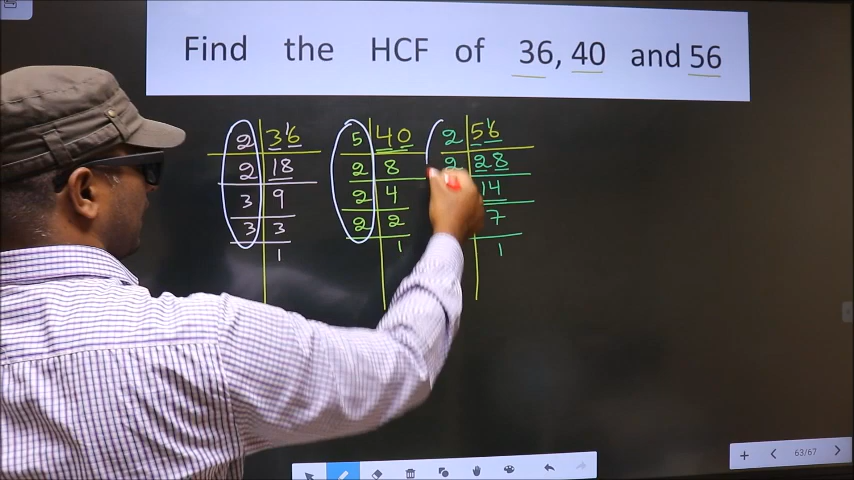 Find the HCF of 36, 40 and 56
2 36 5 40 2 56
2 18 2 8 2 28
3 9 2 4 14
3 3 2 2 7
1 1 1
63/67